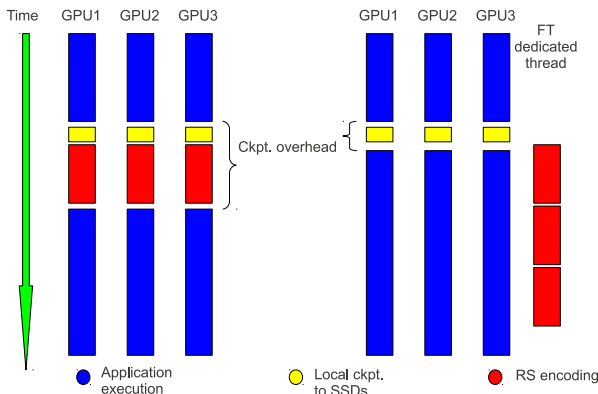 Time GPU1 GPU2 GPU3 GPU1 GPU2 GPU3 FT
dedicated
thread
Ckpt. overhead
Application
execution
Local ckpt.
to SSDs
RS encoding